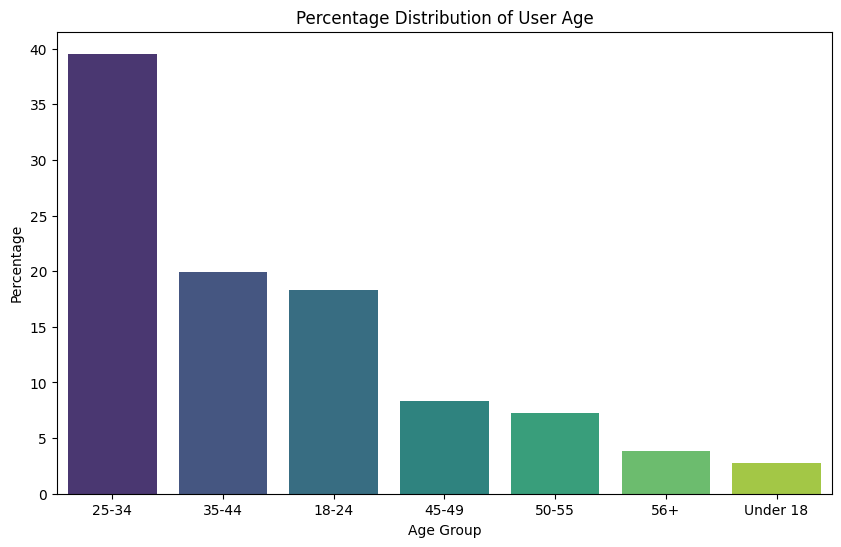 Percentage Distribution of User Age
Percentage
40
35
30
25
20
15
10
5
0
25-34 35-44 18-24 45-49 50-55 56+ Under 18
Age Group